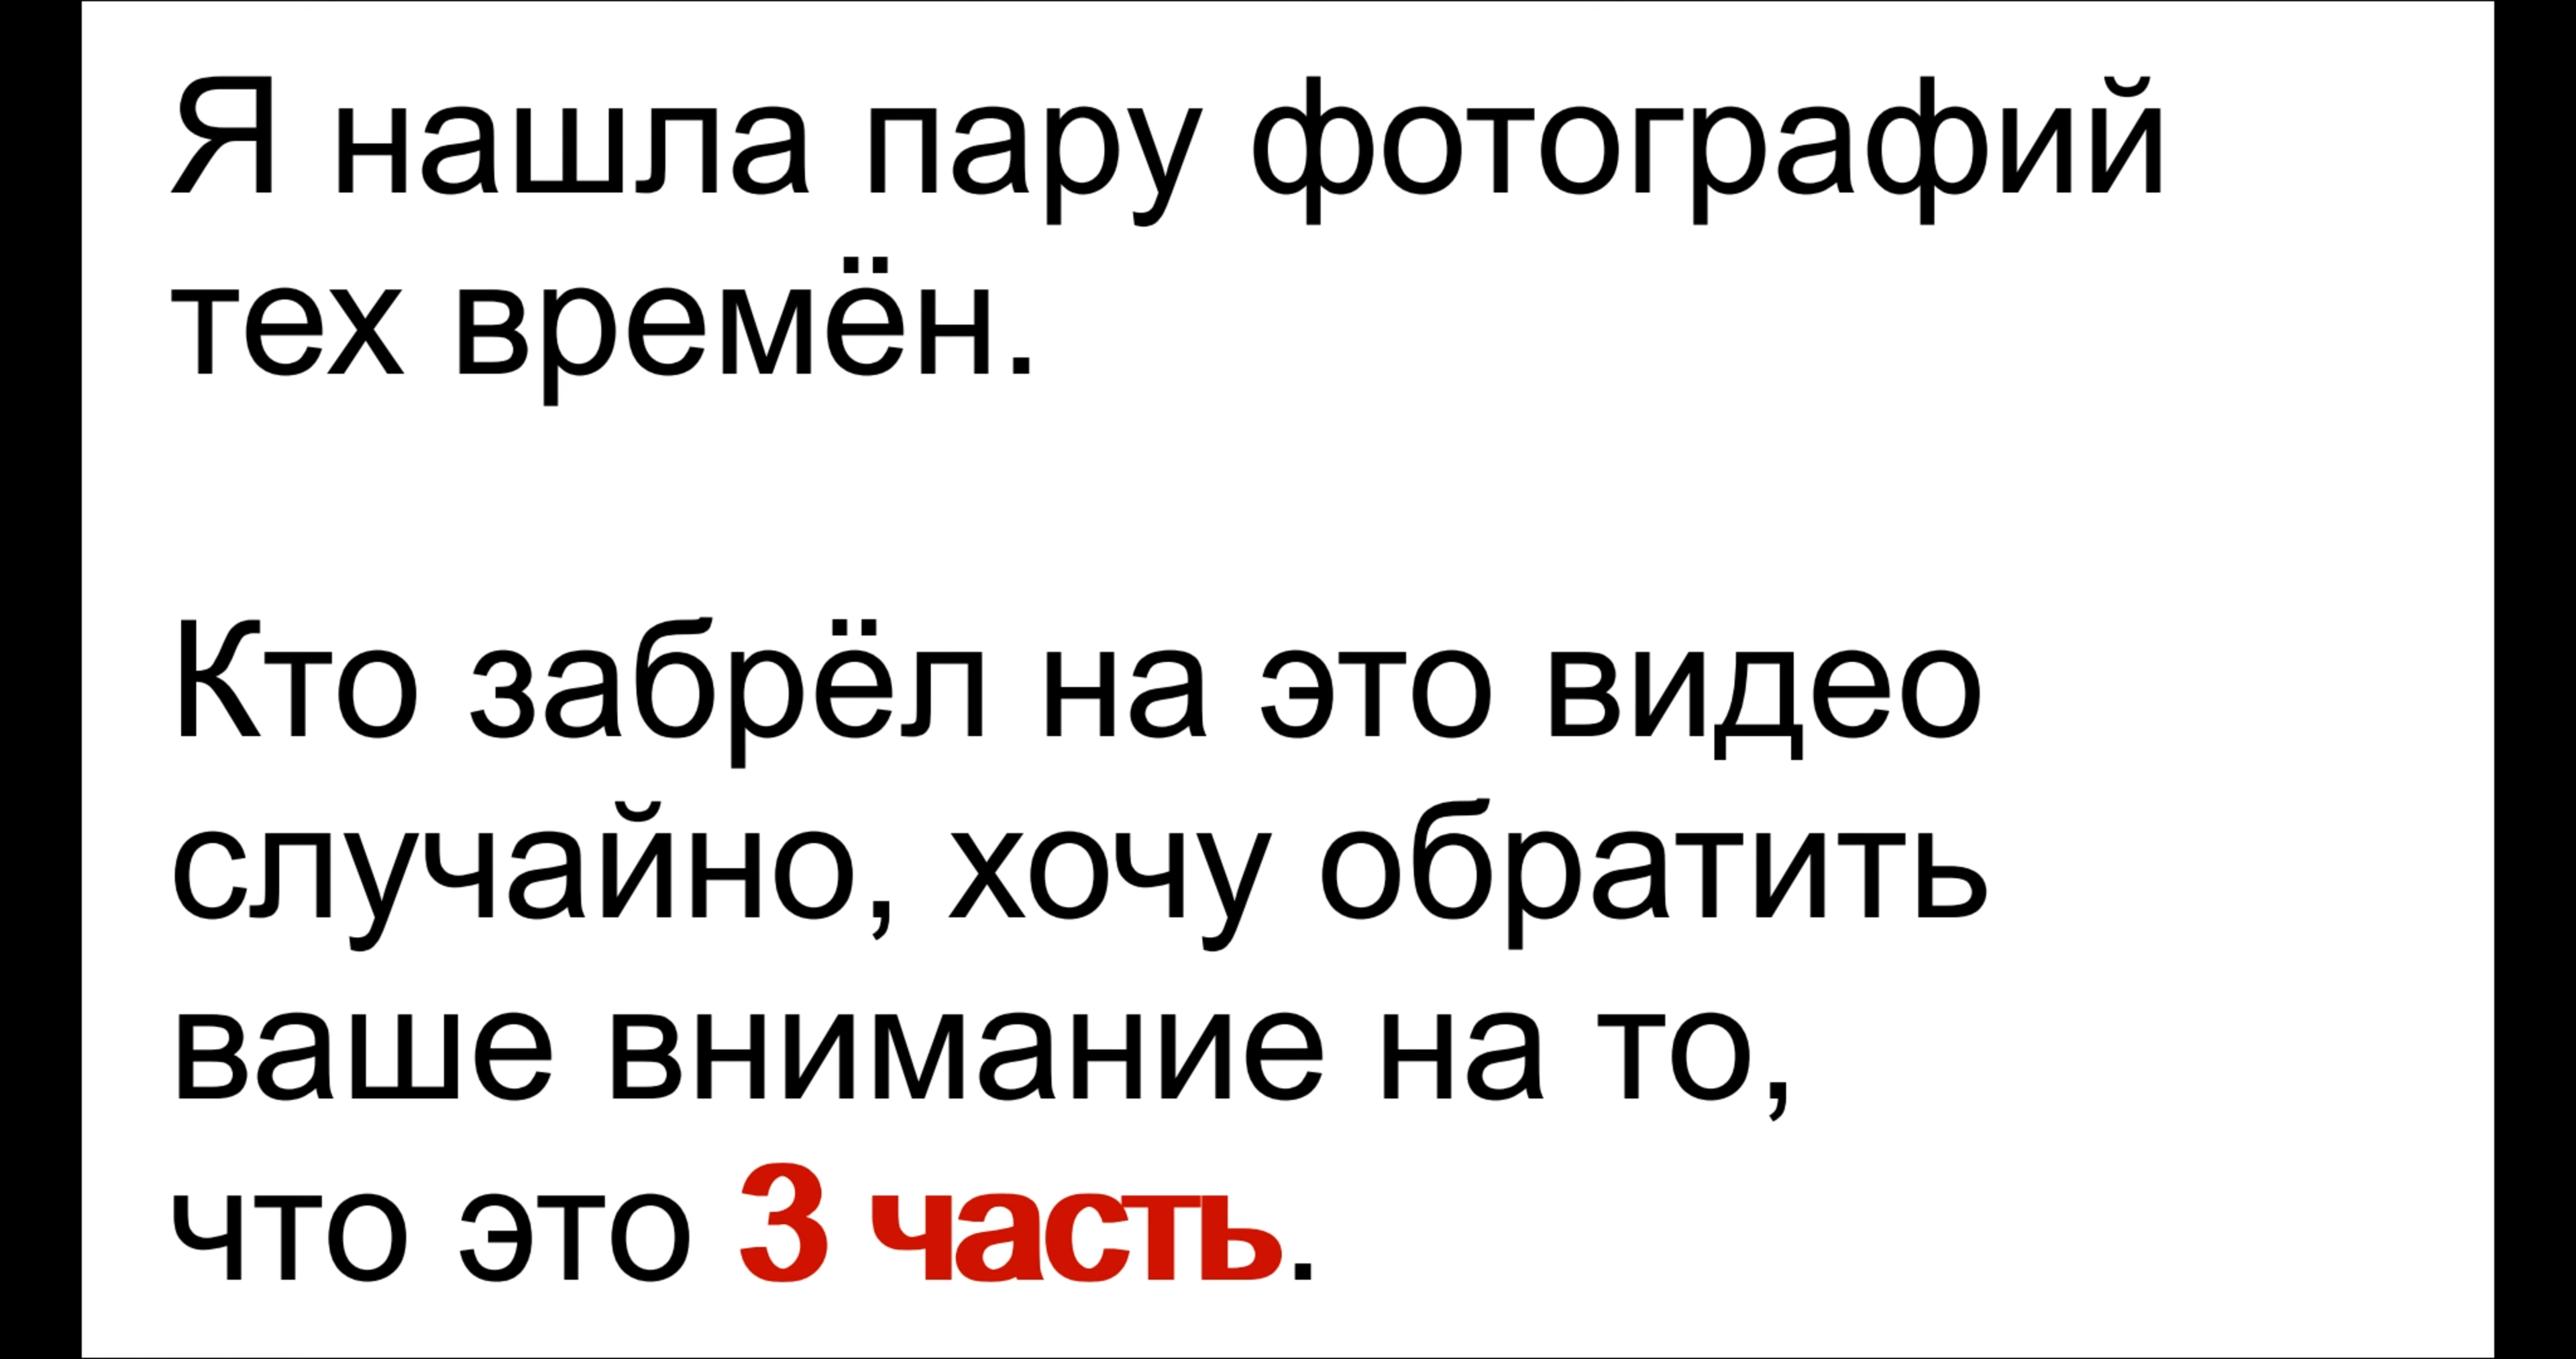 Я нашла пару фотографий
тех времён.
Кто забрёл на это видео
случайно, хочу обратить
ваше внимание на то,
что это 3 часть.